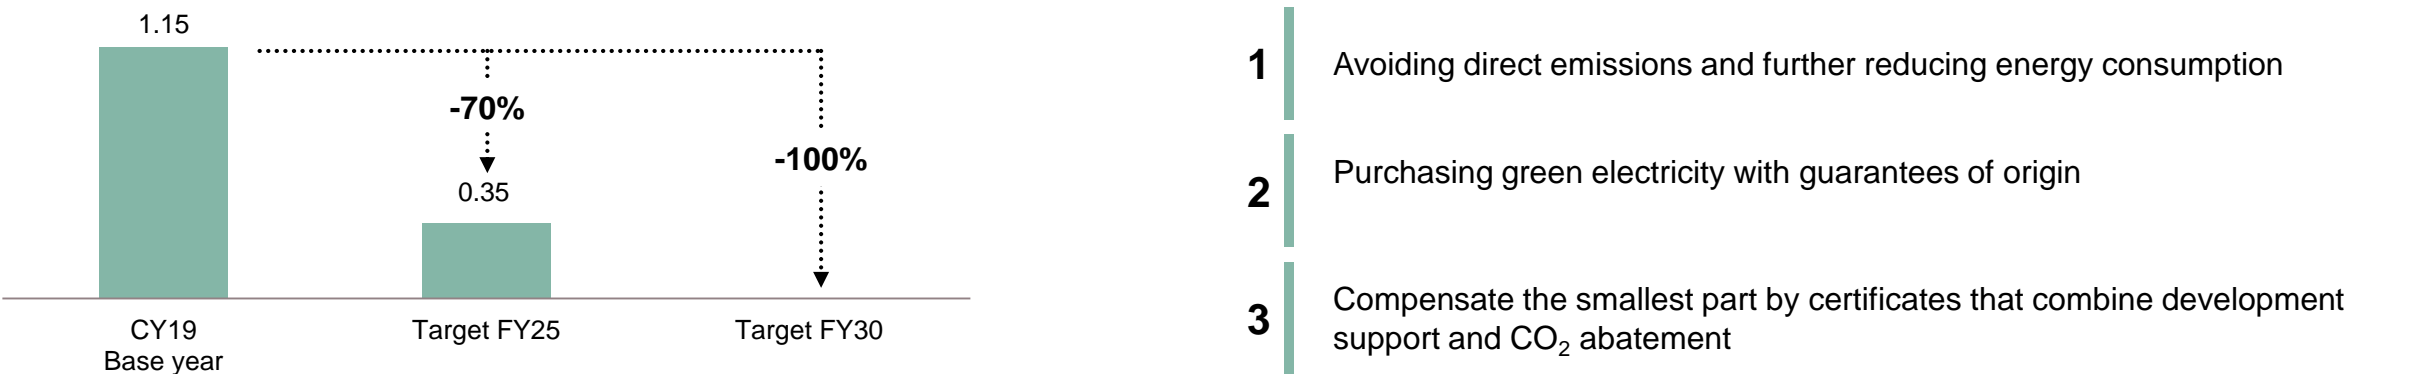 1.15
-70%
-100%
0.35
CY19
Base year
Target FY25
Target FY30
1
Avoiding direct emissions and further reducing energy consumption
2
Purchasing green electricity with guarantees of origin
3
Compensate the smallest part by certificates that combine development
support and CO₂ abatement